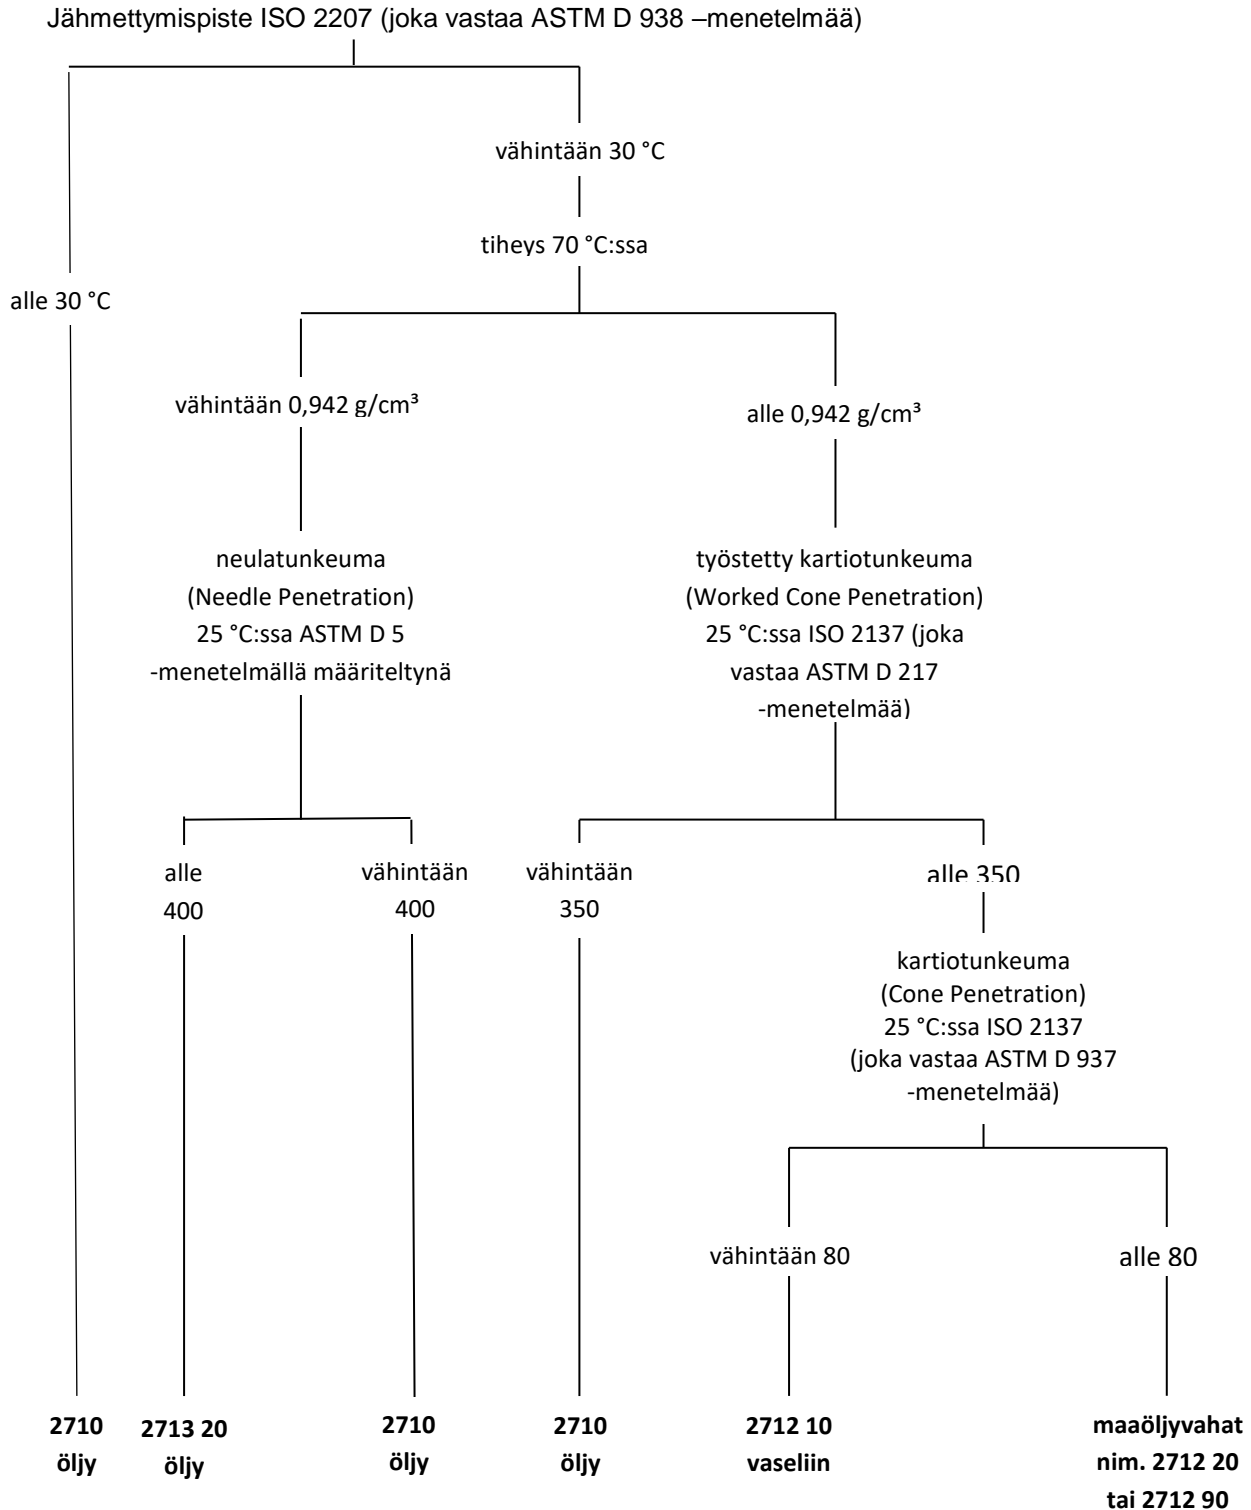 Jähmettymispiste ISO 2207 (joka vastaa ASTM D 938 –menetelmää)
vähintään 30 °C
tiheys 70 °C:ssa
alle 30 °C
vähintään 0,942 g/cm³
alle 0,942 g/cm³
neulatunkeuma
(Needle Penetration)
25 °C:ssa ASTM D 5
-menetelmällä määriteltynä
työstetty kartiotunkeuma
(Worked Cone Penetration)
25 °C:ssa ISO 2137 (joka
vastaa ASTM D 217
-menetelmää)
alle
400
vähintään
400
vähintään
350
alle 350
kartiotunkeuma
(Cone Penetration)
25 °C:ssa ISO 2137
(joka vastaa ASTM D 937
-menetelmää)
vähintään 80
alle 80
2710
öljy
2713 20
öljy
2710
öljy
2710
öljy
2712 10
vaseliin
maaöljyvahat
nim. 2712 20
tai 2712 90